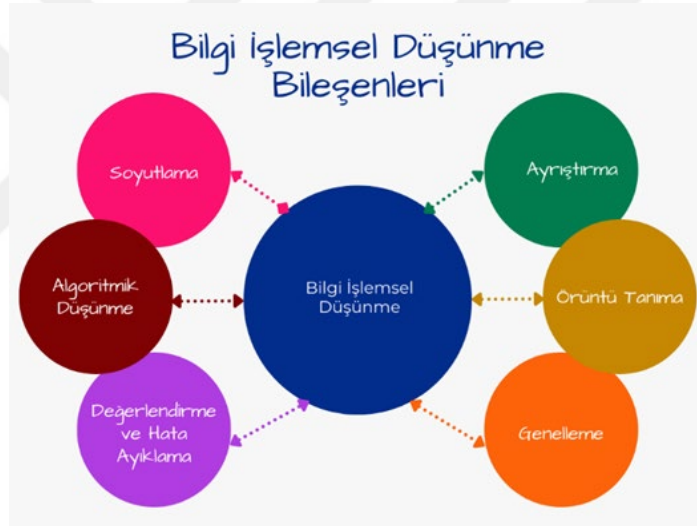 Bilgi İşlemsel Düşünme
Bileşenleri
Soyutlama
Ayrıştırma
Algoritmik
Düşünme
Bilgi İşlemsel
Düşünme
Örüntü Tanıma
Değerlendirme
ve Hata
Ayıklama
Genelleme